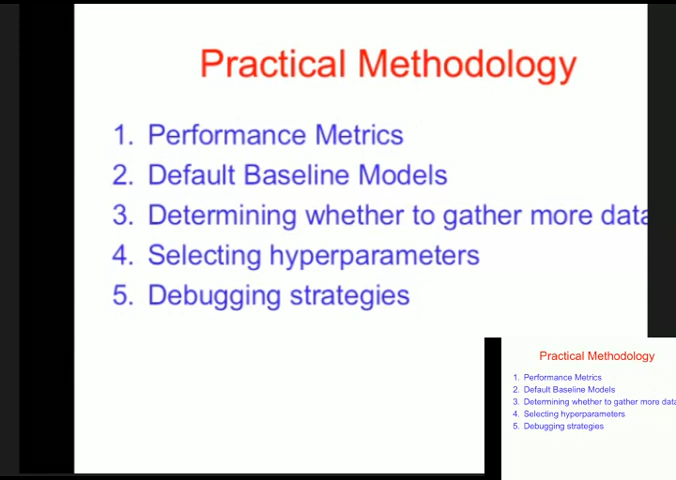 Practical Methodology
1. Performance Metrics
2. Default Baseline Models
3. Determining whether to gather more data
4. Selecting hyperparameters
5. Debugging strategies
Practical Methodology
1. Performance Metrics
2. Default Baseline Models
3. Determining whether to gather more data
4. Selecting hyperparameters
5. Debugging strategies